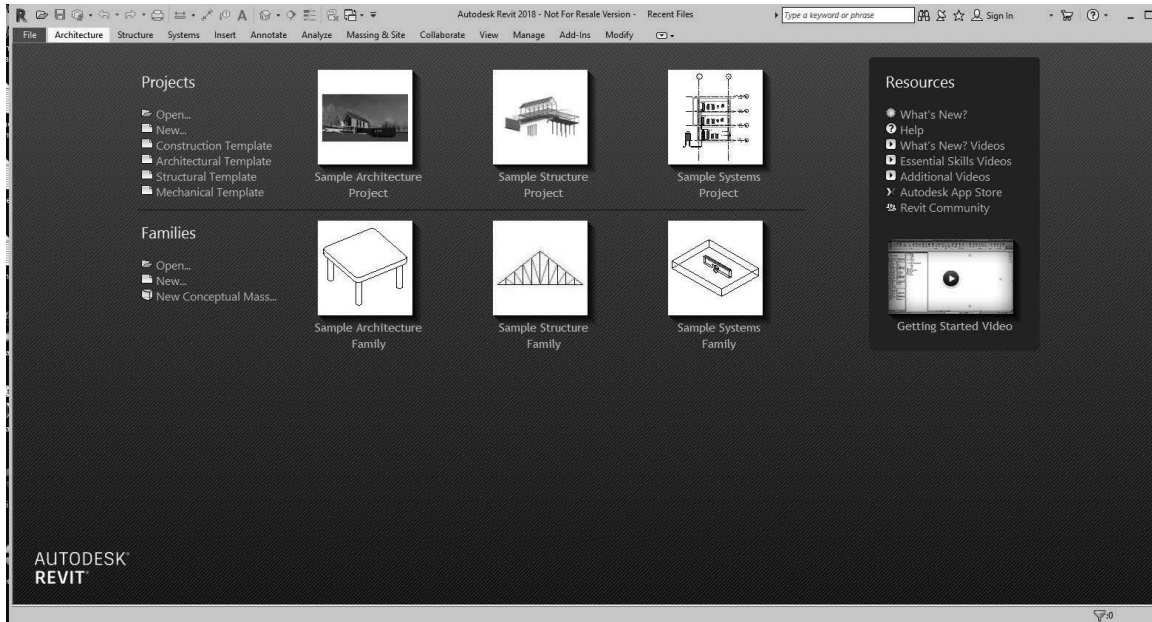 Autodesk Revit 2018 - Not For Resale Version - Recent Files
Type a keyword or phrase
Sign In
File Architecture Structure Systems Insert Annotate Analyze Massing & Site Collaborate View Manage Add-Ins Modify
Projects
Open...
New...
Construction Template
Architectural Template
Structural Template
Mechanical Template
Sample Architecture
Project
Sample Structure
Project
Sample Systems
Project
Families
Open...
New...
New Conceptual Mass...
Sample Architecture
Family
Sample Structure
Family
Sample Systems
Family
Resources
What's New?
Help
What's New? Videos
Essential Skills Videos
Additional Videos
Autodesk App Store
Revit Community
Getting Started Video
AUTODESK®
REVIT®
:0